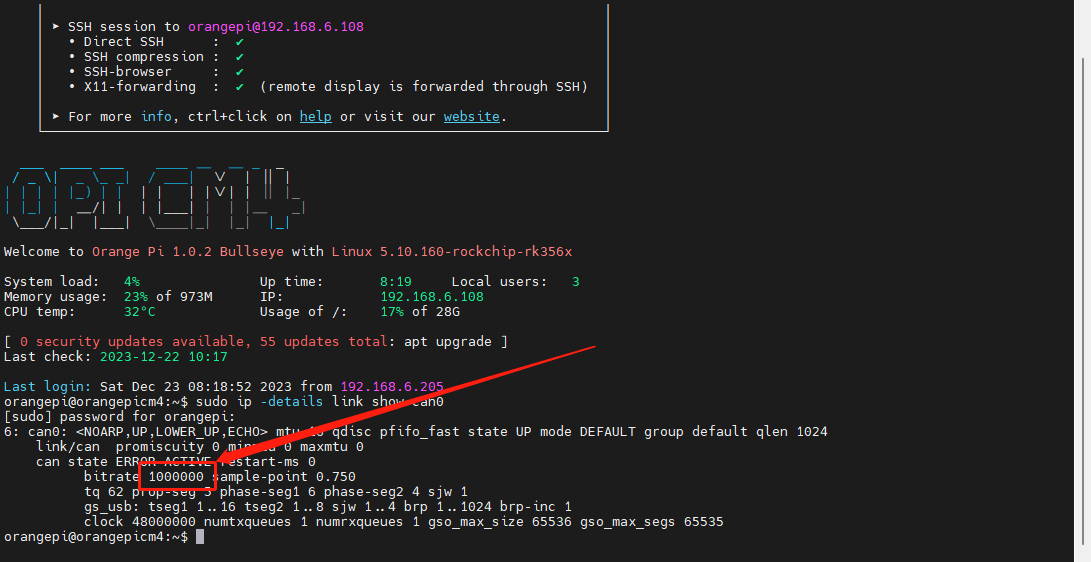 ➤ SSH session to orangepi@192.168.6.108
• Direct SSH : ✔
• SSH compression : ✔
• SSH-browser : ✔
• X11-forwarding : ✔ (remote display is forwarded through SSH)
➤ For more info, ctrl+click on help or visit our website.
OPI CM4
Welcome to Orange Pi 1.0.2 Bullseye with Linux 5.10.160-rockchip-rk356x
System load: 4% Up time: 8:19 Local users: 3
Memory usage: 23% of 973M IP: 192.168.6.108
CPU temp: 32°C Usage of /: 17% of 28G
[ 0 security updates available, 55 updates total: apt upgrade ]
Last check: 2023-12-22 10:17
Last login: Sat Dec 23 08:18:52 2023 from 192.168.6.205
orangepi@orangepicm4:~$ sudo ip -details link show can0
[sudo] password for orangepi:
6: can0: <NOARP,UP,LOWER_UP,ECHO> mtu 16 qdisc pfifo_fast state UP mode DEFAULT group default qlen 1024
link/can promiscuity 0 minmtu 0 maxmtu 0
can state ERROR-ACTIVE restart-ms 0
bitrate 1000000 sample-point 0.750
tq 62 prop-seg 5 phase-seg1 6 phase-seg2 4 sjw 1
gs_usb: tseg1 1..16 tseg2 1..8 sjw 1..4 brp 1..1024 brp-inc 1
clock 48000000 numtxqueues 1 numrxqueues 1 gso_max_size 65536 gso_max_segs 65535
orangepi@orangepicm4:~$